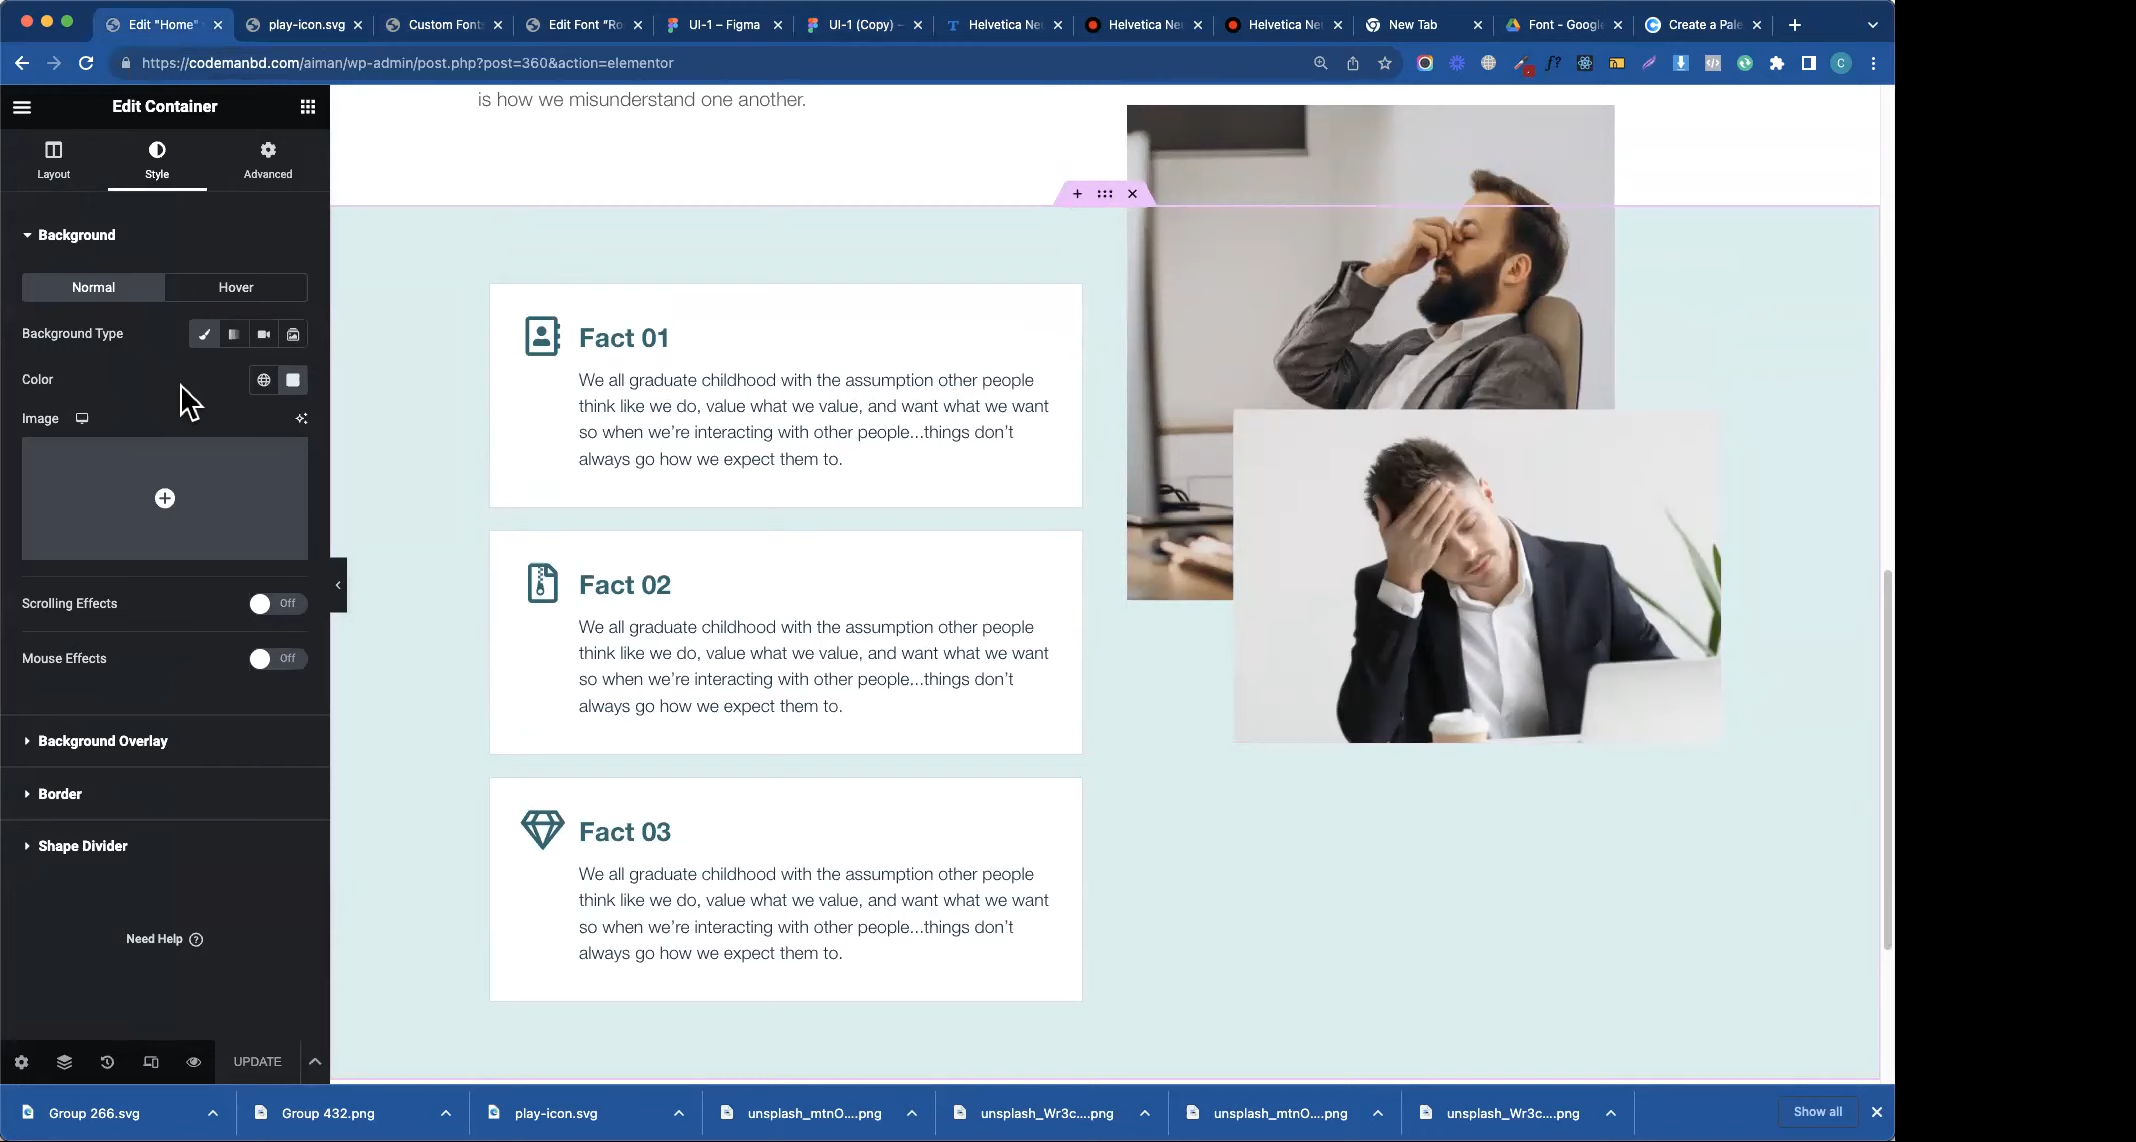 Edit "Home"
play-icon.svg
Custom Font
Edit Font "Ro
UI-1 – Figma
UI-1 (Copy) –
Helvetica Ne
Helvetica Ne
Helvetica Ne
New Tab
Font - Google
Create a Pale
https://codemanbd.com/aiman/wp-admin/post.php?post=360&action=elementor
C
Edit Container
Layout
Style
Advanced
Background
Normal
Hover
Background Type
Color
Image
Scrolling Effects
Off
Mouse Effects
Off
Background Overlay
Border
Shape Divider
Need Help
UPDATE
is how we misunderstand one another.
Fact 01
We all graduate childhood with the assumption other people
think like we do, value what we value, and want what we want
so when we’re interacting with other people...things don’t
always go how we expect them to.
Fact 02
We all graduate childhood with the assumption other people
think like we do, value what we value, and want what we want
so when we’re interacting with other people...things don’t
always go how we expect them to.
Fact 03
We all graduate childhood with the assumption other people
think like we do, value what we value, and want what we want
so when we’re interacting with other people...things don’t
always go how we expect them to.
Group 266.svg
Group 432.png
play-icon.svg
unsplash_mtnO....png
unsplash_Wr3c....png
unsplash_mtnO....png
unsplash_Wr3c....png
Show all